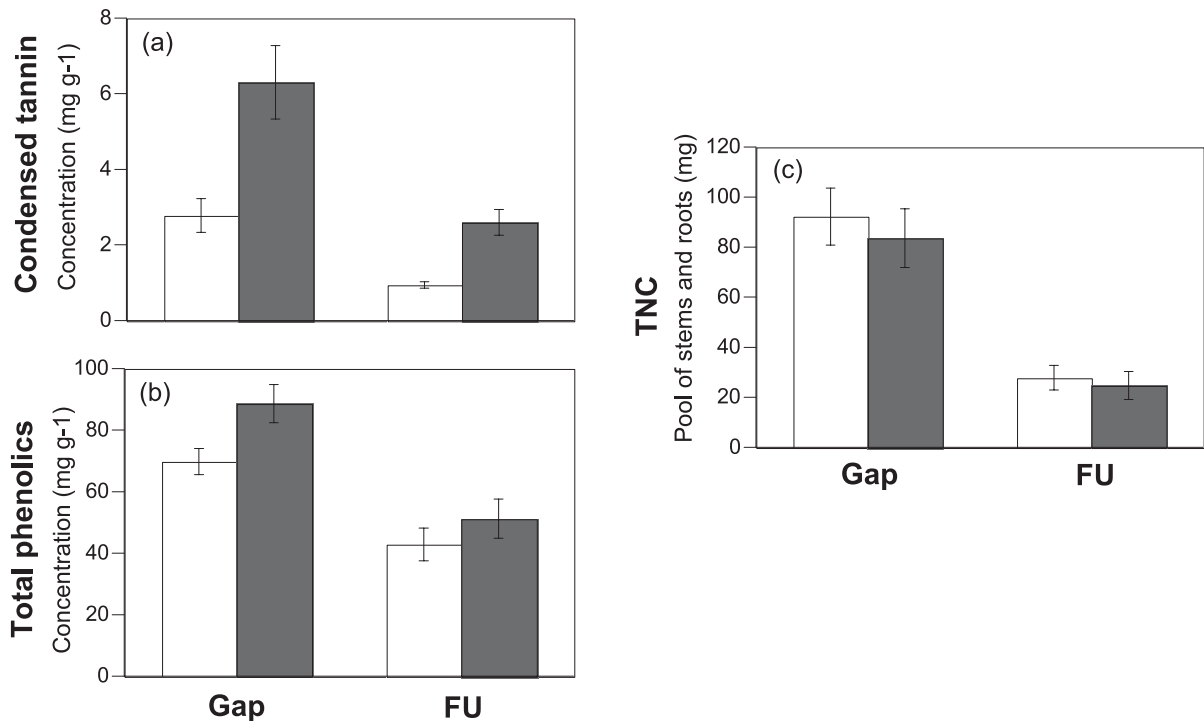 Condensed tannin
Concentration (mg g-1)
(a)
8
6
4
2
0
Total phenolics
Concentration (mg g-1)
(b)
100
80
60
40
20
0
Gap
FU
TNC
Pool of stems and roots (mg)
(c)
120
100
80
60
40
20
0
Gap
FU